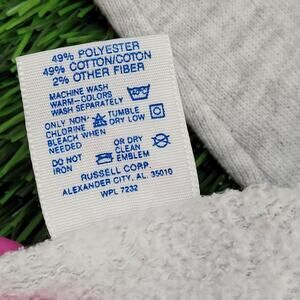 49% POLYESTER
49% COTTON/COTON
2% OTHER FIBER
MACHINE WASH
WARM-COLORS
WASH SEPARATELY
ONLY NON- TUMBLE
CHLORINE DRY LOW
BLEACH WHEN
NEEDED
DO NOT OR DRY
IRON CLEAN
EMBLEM
RUSSELL CORP.
ALEXANDER CITY, AL. 35010
WPL 7232